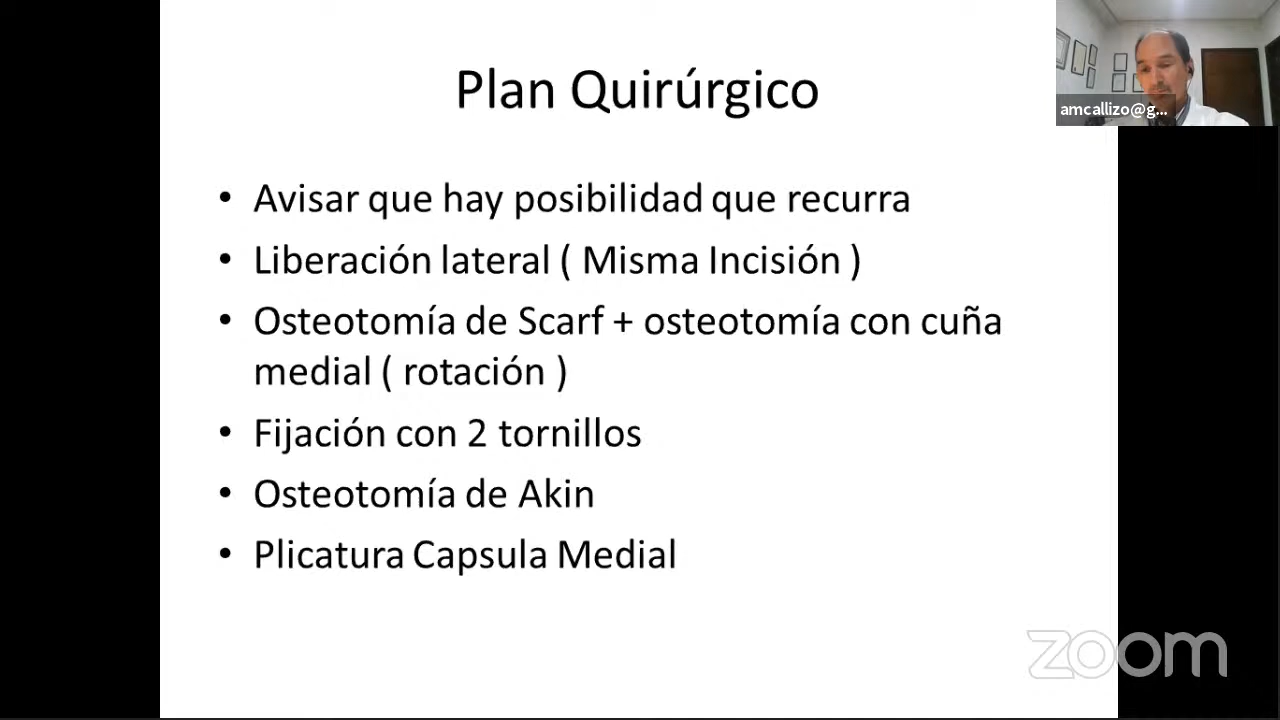 Plan Quirúrgico
amcallizo@g...
• Avisar que hay posibilidad que recurra
• Liberación lateral ( Misma Incisión )
• Osteotomía de Scarf + osteotomía con cuña
medial ( rotación )
• Fijación con 2 tornillos
• Osteotomía de Akin
• Plicatura Capsula Medial
zoom